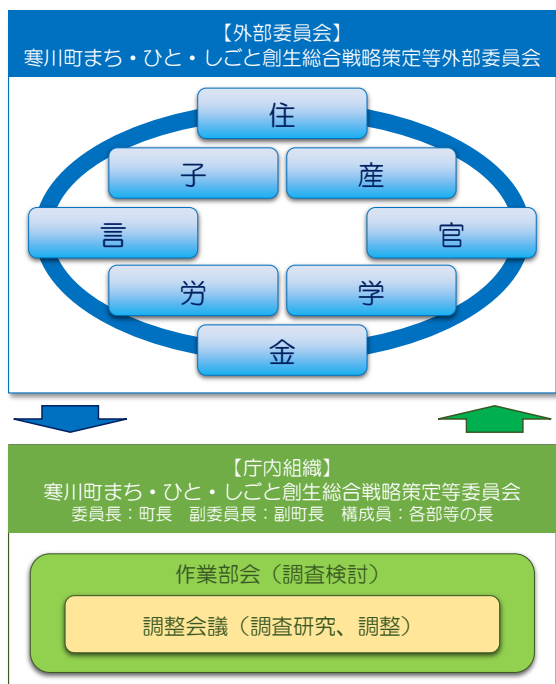 【外部委員会】
寒川町まち・ひと・しごと創生総合戦略策定等外部委員会
住
子
産
言
官
労
学
金
【庁内組織】
寒川町まち・ひと・しごと創生総合戦略策定等委員会
委員長：町長　副委員長：副町長　構成員：各部等の長
作業部会（調査検討）
調整会議（調査研究、調整）